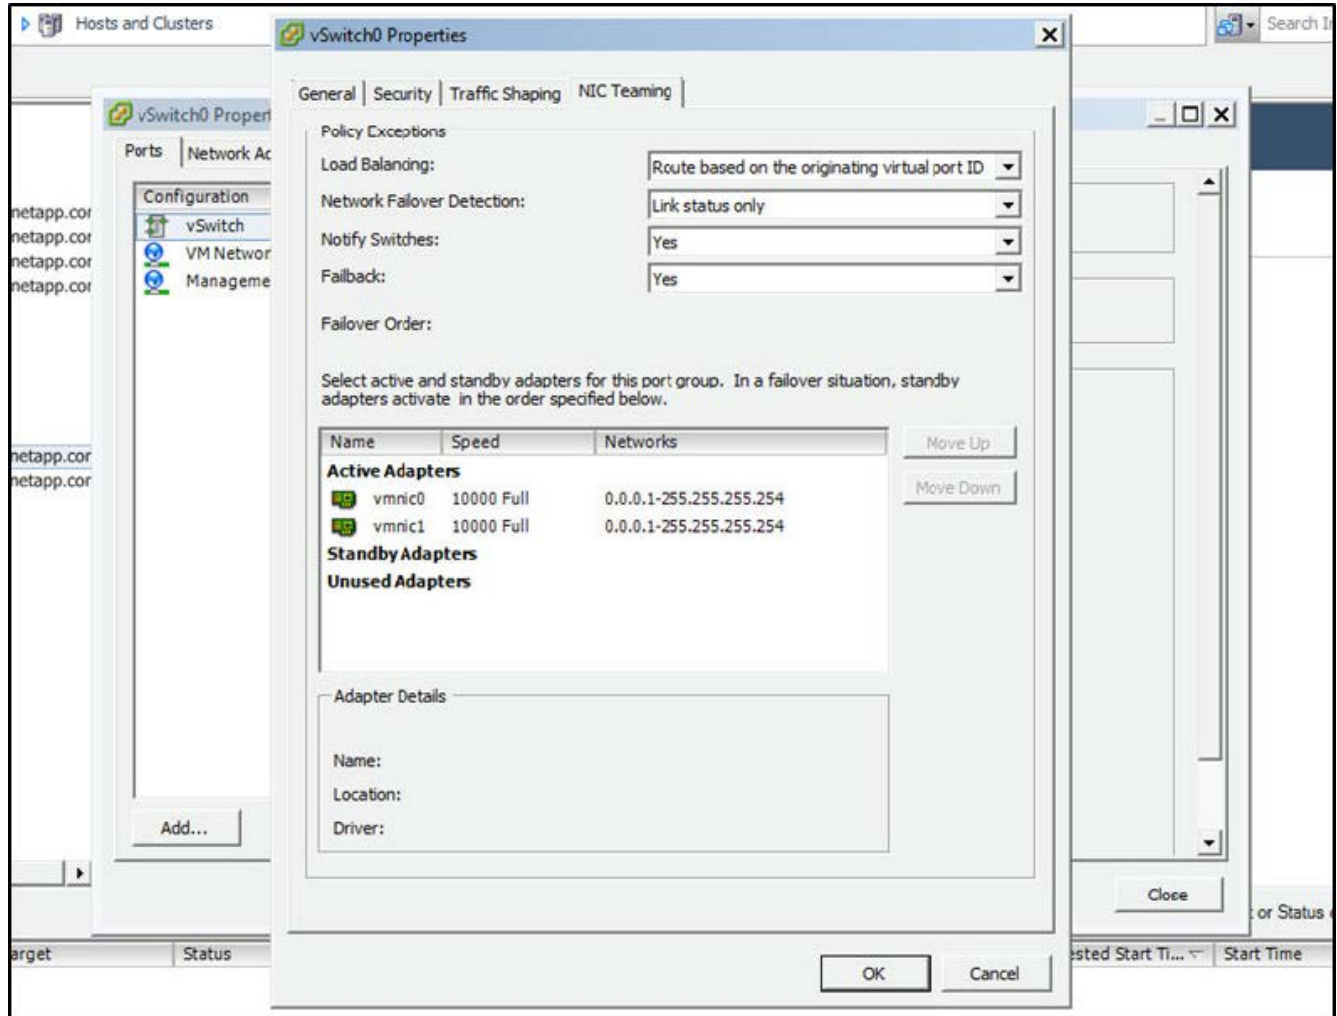 Hosts and Clusters
Search In
vSwitch0 Properties
vSwitch0 Propert
General Security Traffic Shaping NIC Teaming
Ports Network Ad
Configuration
vSwitch
VM Networ
Manageme
netapp.cor
netapp.cor
netapp.cor
netapp.cor
netapp.cor
netapp.cor
Policy Exceptions
Load Balancing: Route based on the originating virtual port ID
Network Failover Detection: Link status only
Notify Switches: Yes
Failback: Yes
Failover Order:
Select active and standby adapters for this port group. In a failover situation, standby
adapters activate in the order specified below.
Name Speed Networks
Active Adapters
vmnic0 10000 Full 0.0.0.1-255.255.255.254
vmnic1 10000 Full 0.0.0.1-255.255.255.254
Standby Adapters
Unused Adapters
Move Up
Move Down
Adapter Details
Name:
Location:
Driver:
Add...
Close
OK Cancel
or Status
arget Status ested Start Ti... Start Time